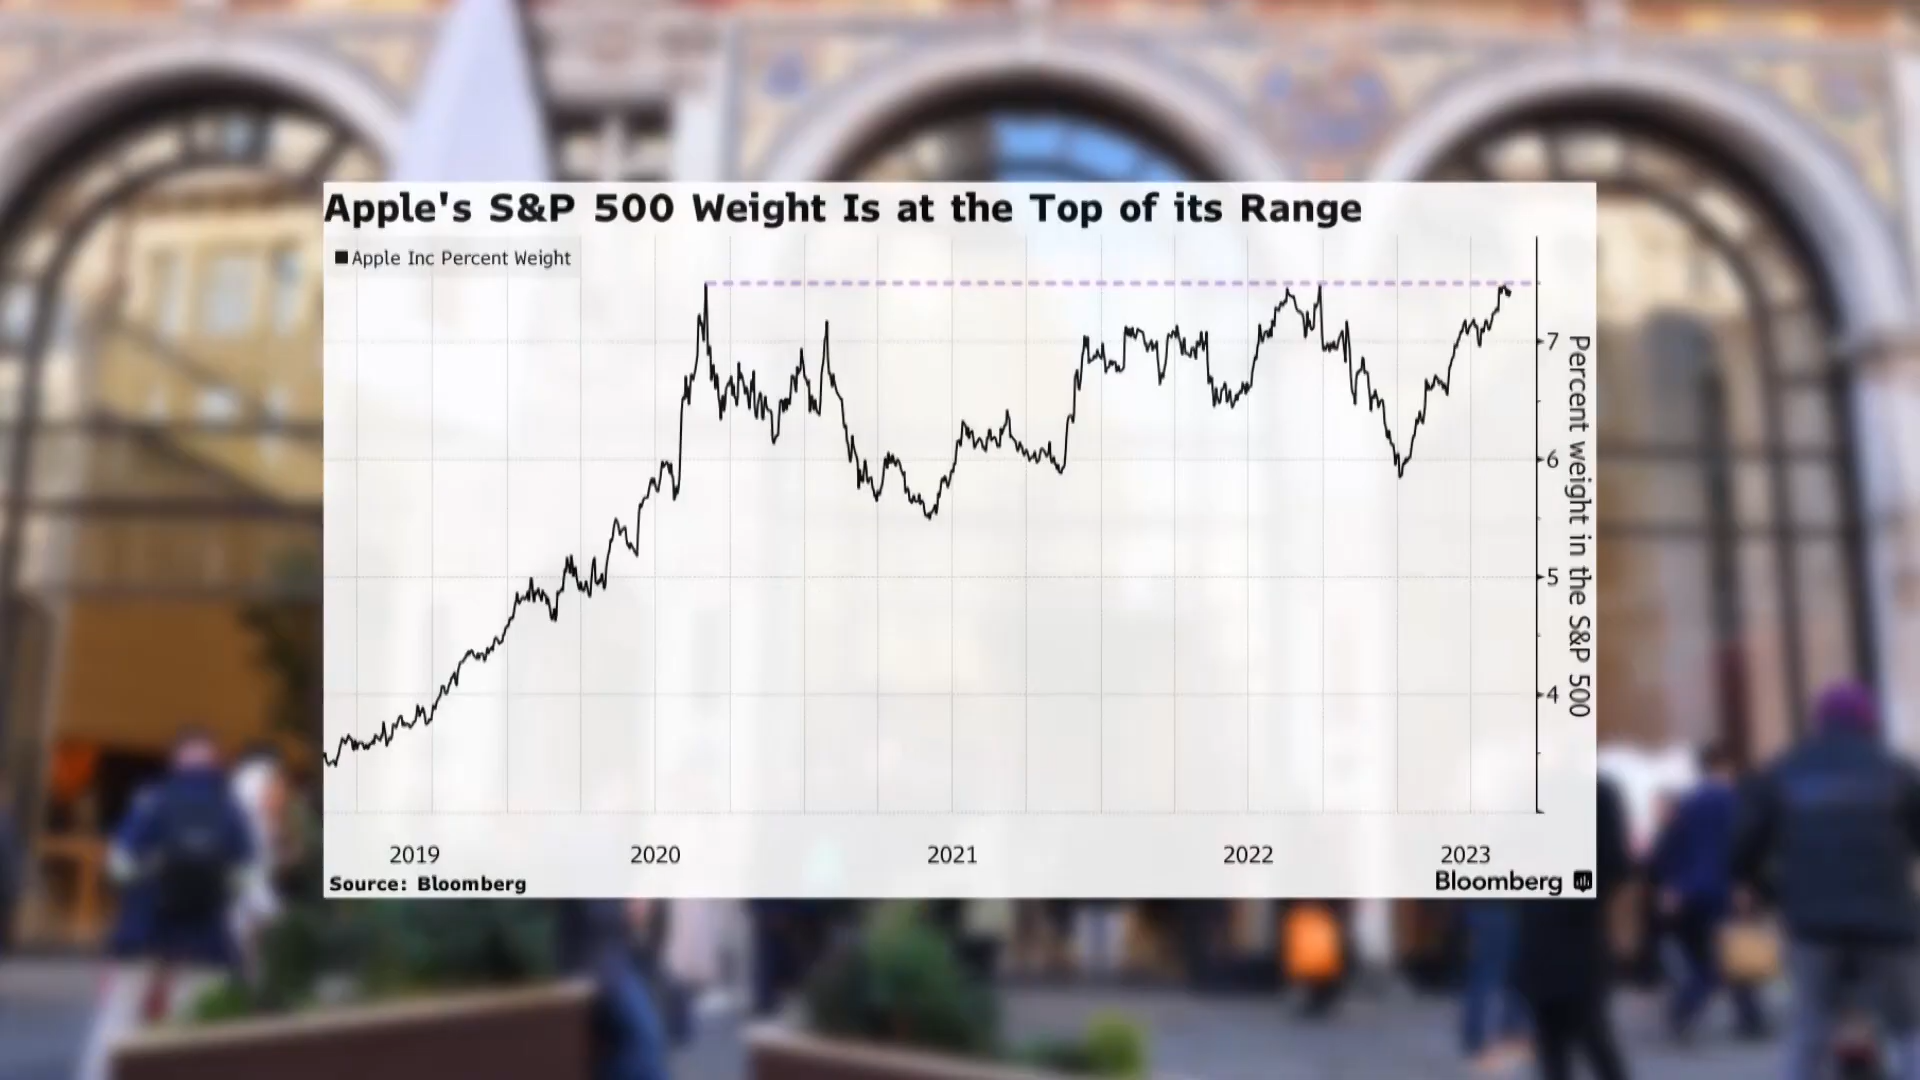 Apple's S&P 500 Weight Is at the Top of its Range
Apple Inc Percent Weight
7
6
5
4
Percent weight in the S&P 500
2019 2020 2021 2022 2023
Source: Bloomberg
Bloomberg